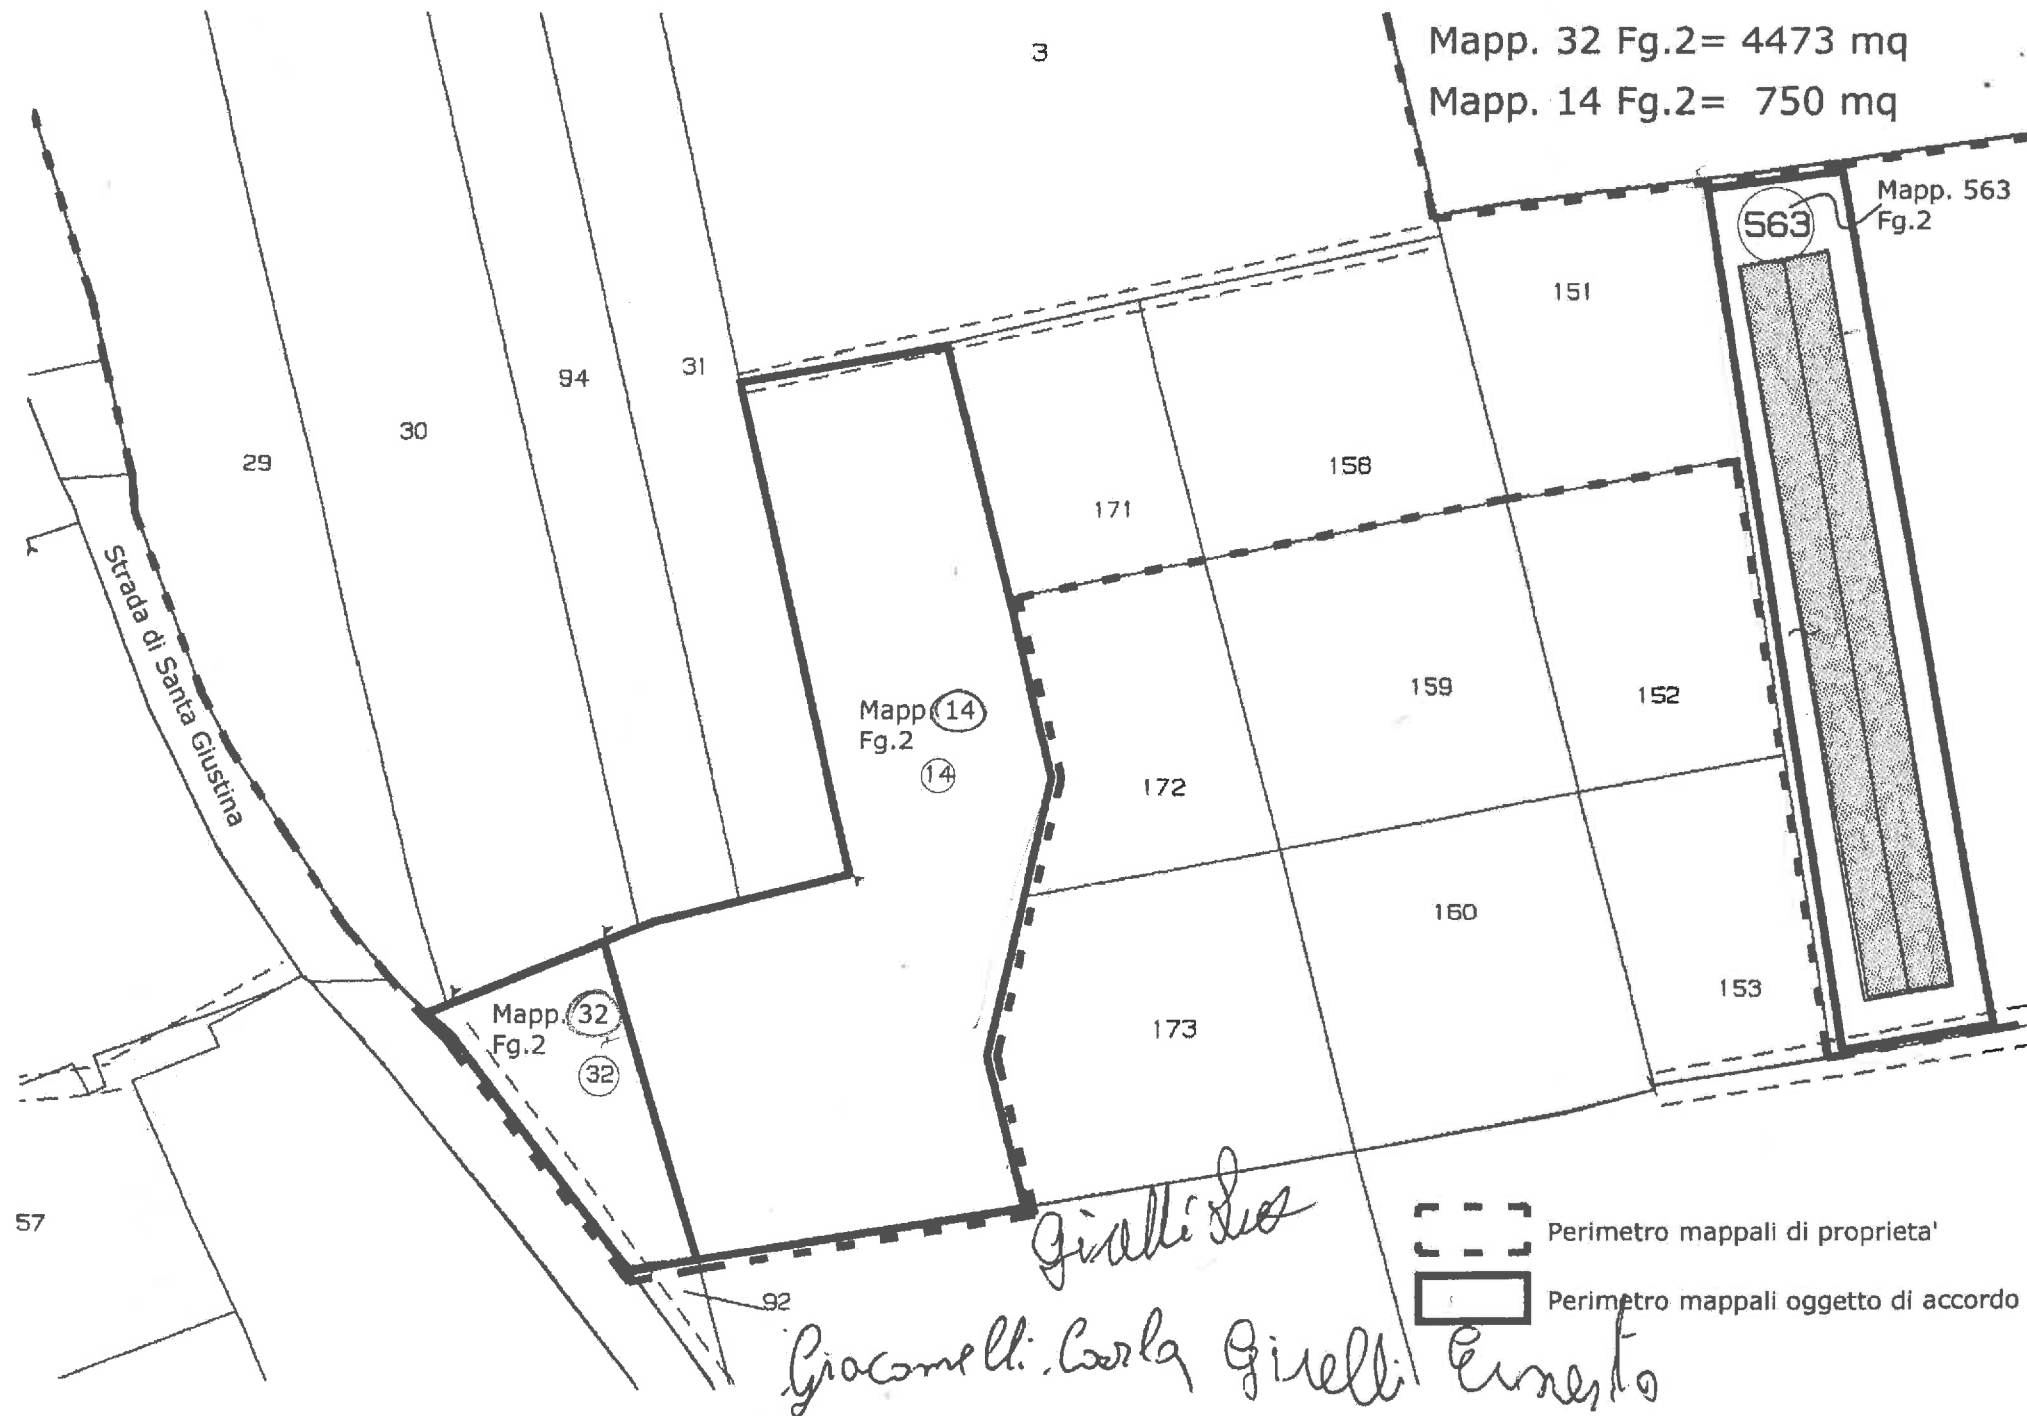 Mapp. 32 Fg.2= 4473 mq
Mapp. 14 Fg.2= 750 mq
3
Mapp. 563
Fg.2
563
151
31
94
30
29
158
171
Strada di Santa Giustina
Mapp. 14
Fg.2
14
159
152
172
160
153
173
Mapp. 32
Fg.2
32
57
92
Perimetro mappali di proprieta'
Perimetro mappali oggetto di accordo
Giacomelli Carla Girelli Ernesto